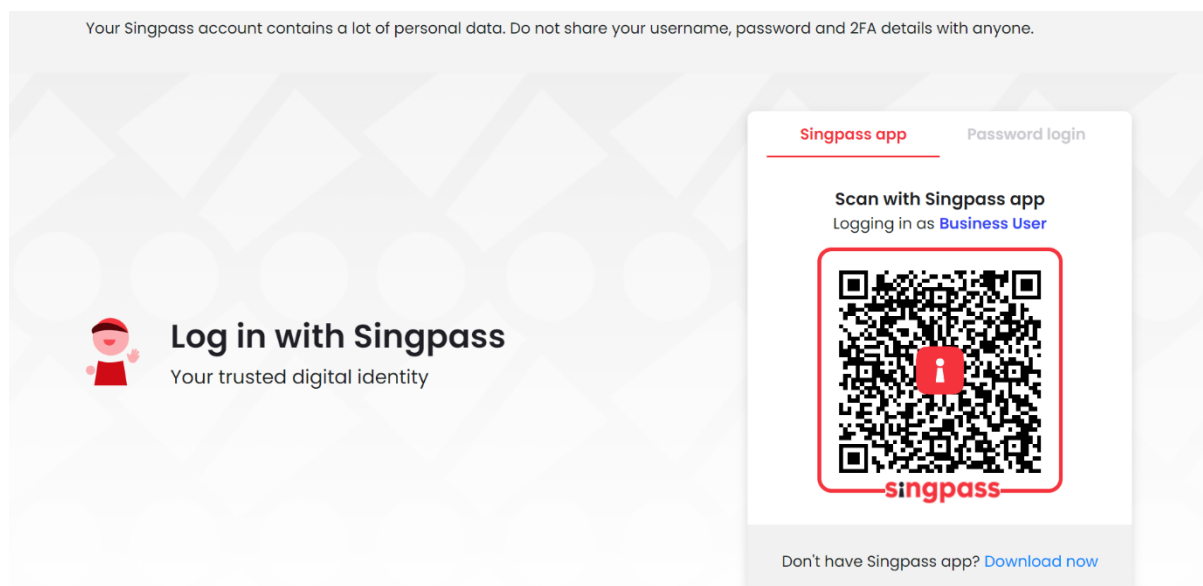 Your Singpass account contains a lot of personal data. Do not share your username, password and 2FA details with anyone.
Singpass app
Password login
Scan with Singpass app
Logging in as Business User
singpass
Log in with Singpass
Your trusted digital identity
Don't have Singpass app? Download now